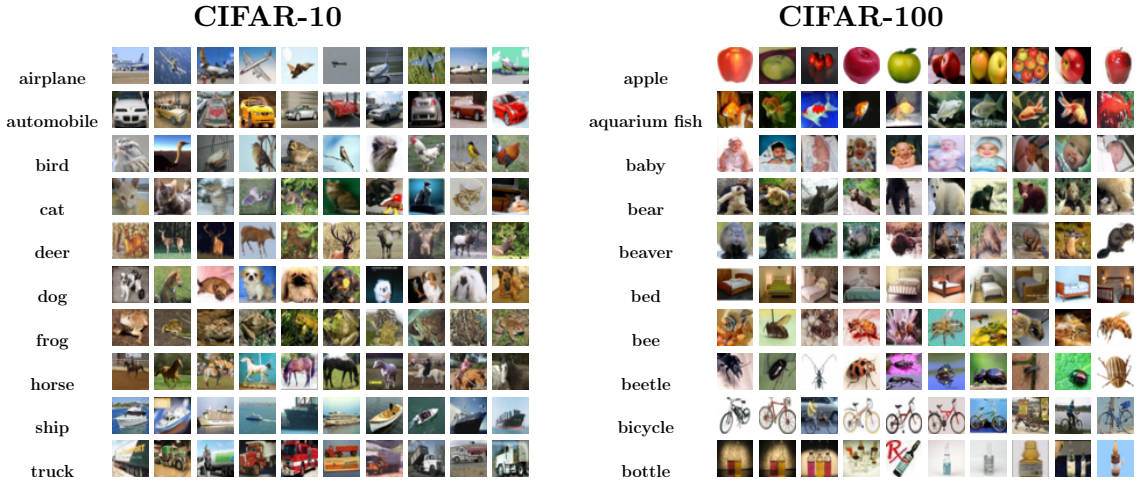 CIFAR-10
airplane
automobile
bird
cat
deer
dog
frog
horse
ship
truck
CIFAR-100
apple
aquarium fish
baby
bear
beaver
bed
bee
beetle
bicycle
bottle